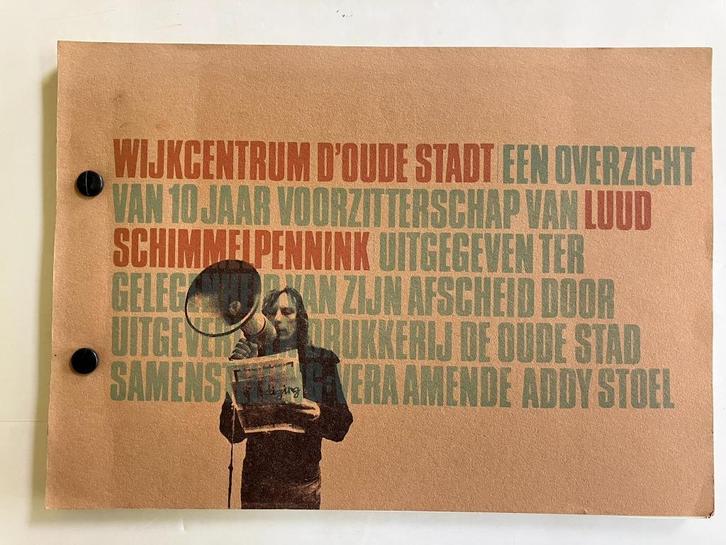 WIJKCENTRUM D'OUDE STADT EEN OVERZICHT
VAN 10 JAAR VOORZITTERSCHAP VAN LUUD
SCHIMMELPENNINK UITGEGEVEN TER
GELEGENHEID VAN ZIJN AFSCHEID DOOR
DRUKKERIJ DE OUDE STAD
VERA AMENDE ADDY STOEL